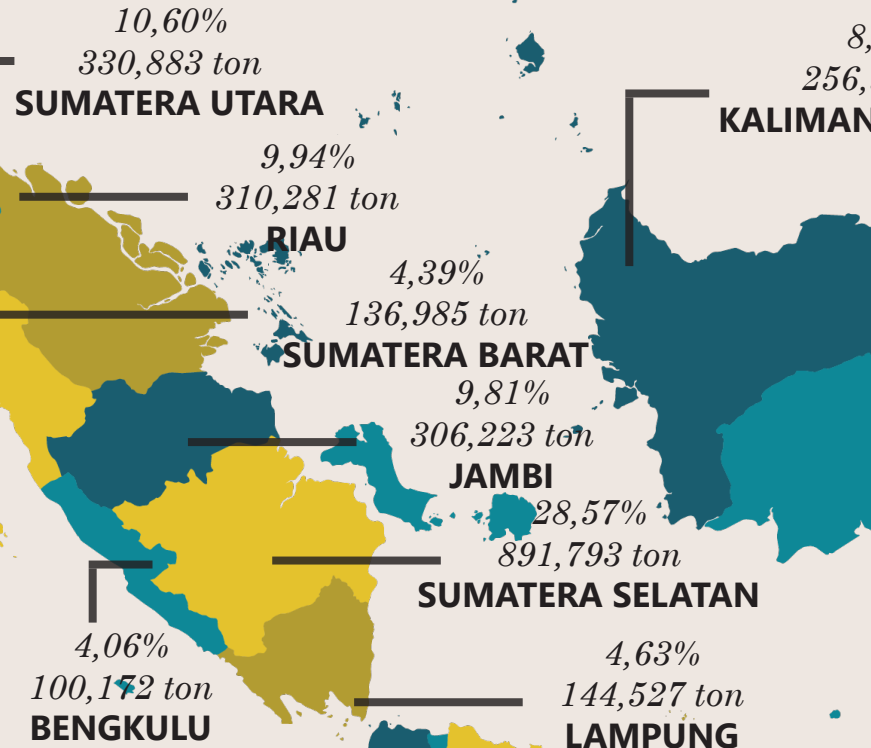 10,60%
330,883 ton
SUMATERA UTARA
8,
256,
KALIMAN
9,94%
310,281 ton
RIAU
4,39%
136,985 ton
SUMATERA BARAT
9,81%
306,223 ton
JAMBI
28,57%
891,793 ton
SUMATERA SELATAN
4,06%
100,172 ton
BENGKULU
4,63%
144,527 ton
LAMPUNG